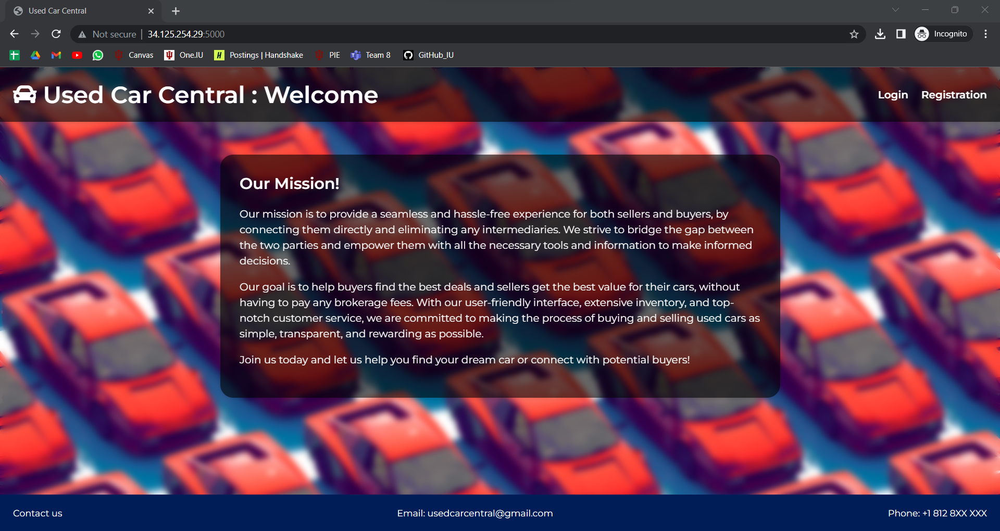 Used Car Central
Not secure | 34.125.254.29:5000
Incognito
Canvas
One.IU
H Postings | Handshake
PIE
Team 8
GitHub_IU
Used Car Central : Welcome
Login
Registration
Our Mission!
Our mission is to provide a seamless and hassle-free experience for both sellers and buyers, by
connecting them directly and eliminating any intermediaries. We strive to bridge the gap between
the two parties and empower them with all the necessary tools and information to make informed
decisions.
Our goal is to help buyers find the best deals and sellers get the best value for their cars, without
having to pay any brokerage fees. With our user-friendly interface, extensive inventory, and top-
notch customer service, we are committed to making the process of buying and selling used cars as
simple, transparent, and rewarding as possible.
Join us today and let us help you find your dream car or connect with potential buyers!
Contact us
Email: usedcarcentral@gmail.com
Phone: +1 812 8XX XXX